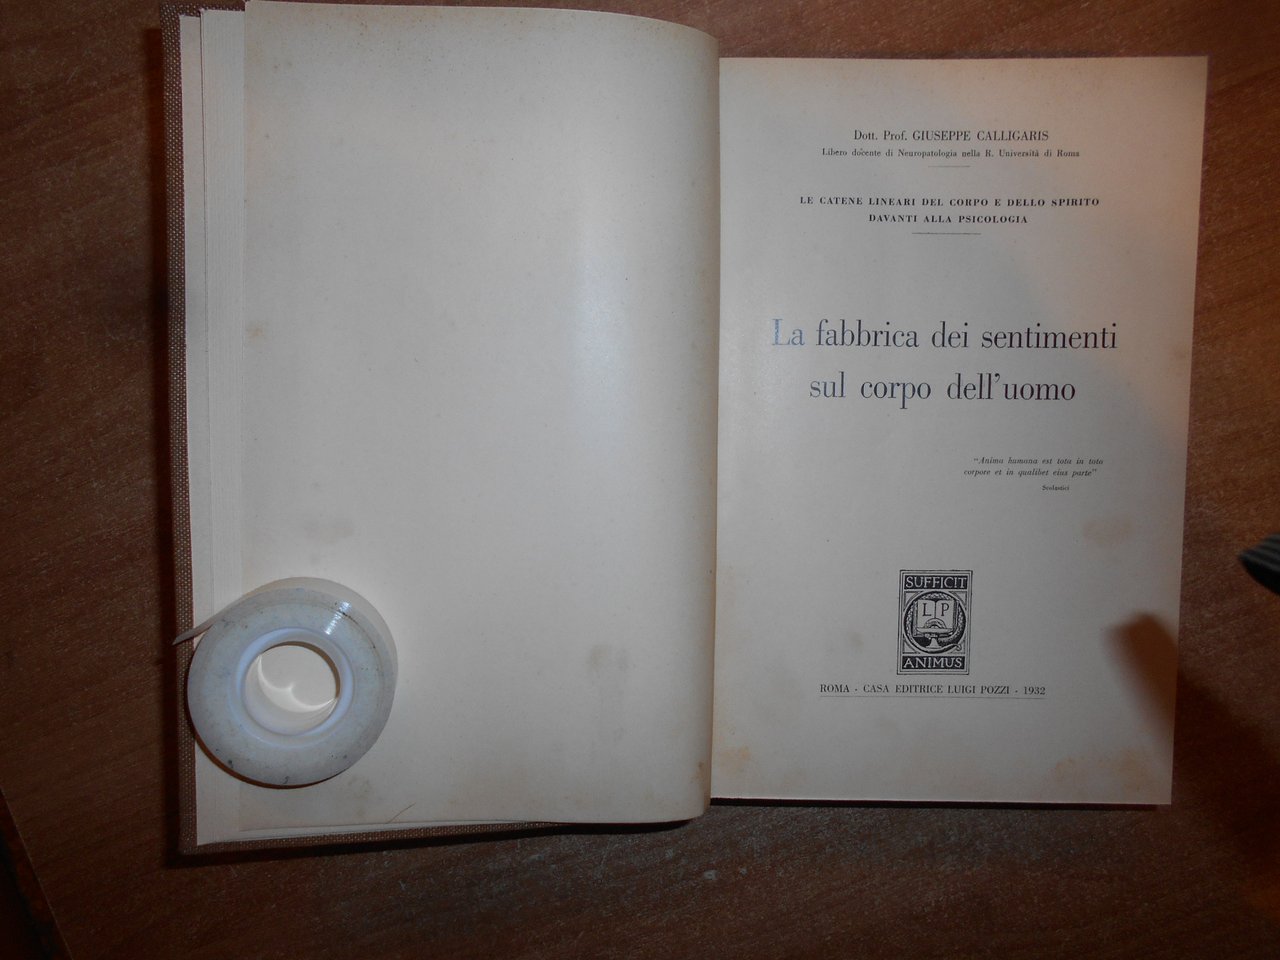 Dott. Prof. GIUSEPPE CALLIGARIS
Libero docente di Neuropatologia nella R. Università di Roma
LE CATENE LINEARI DEL CORPO E DELLO SPIRITO
DAVANTI ALLA PSICOLOGIA
La fabbrica dei sentimenti
sul corpo dell'uomo
"Anima humana est tota in toto
corpore et in qualibet eius parte"
Scolastici
SUFFICIT
L P
ANIMUS
ROMA - CASA EDITRICE LUIGI POZZI - 1932